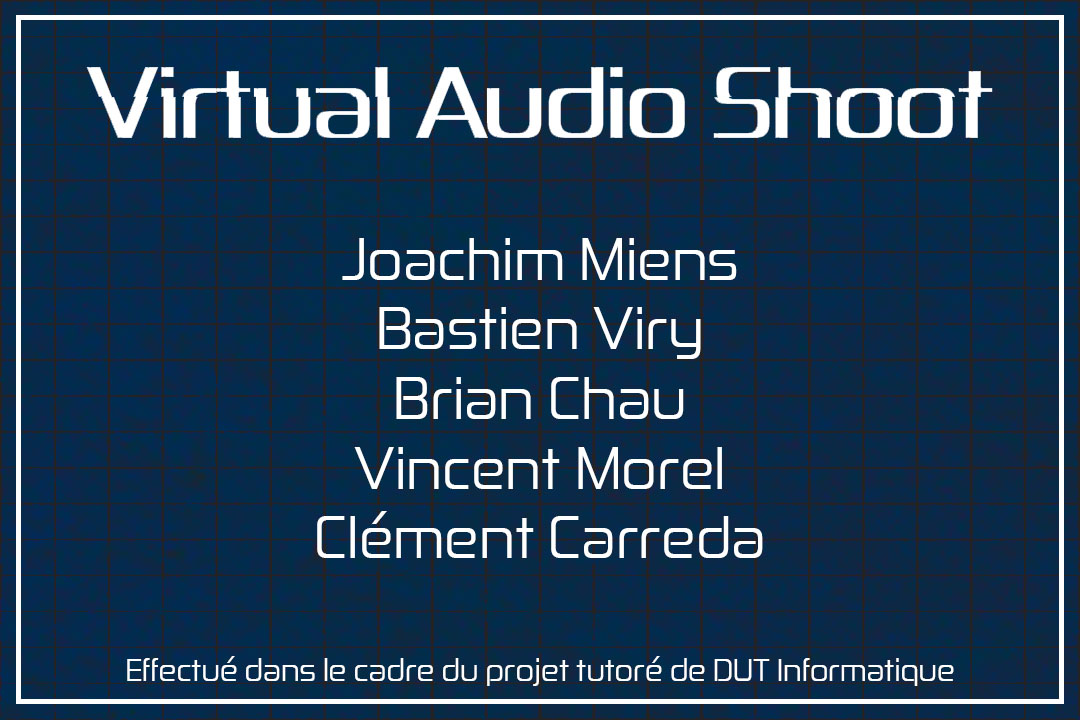 Virtual Audio Shoot
Joachim Miens
Bastien Viry
Brian Chau
Vincent Morel
Clément Carreda
Effectué dans le cadre du projet tutoré de DUT Informatique